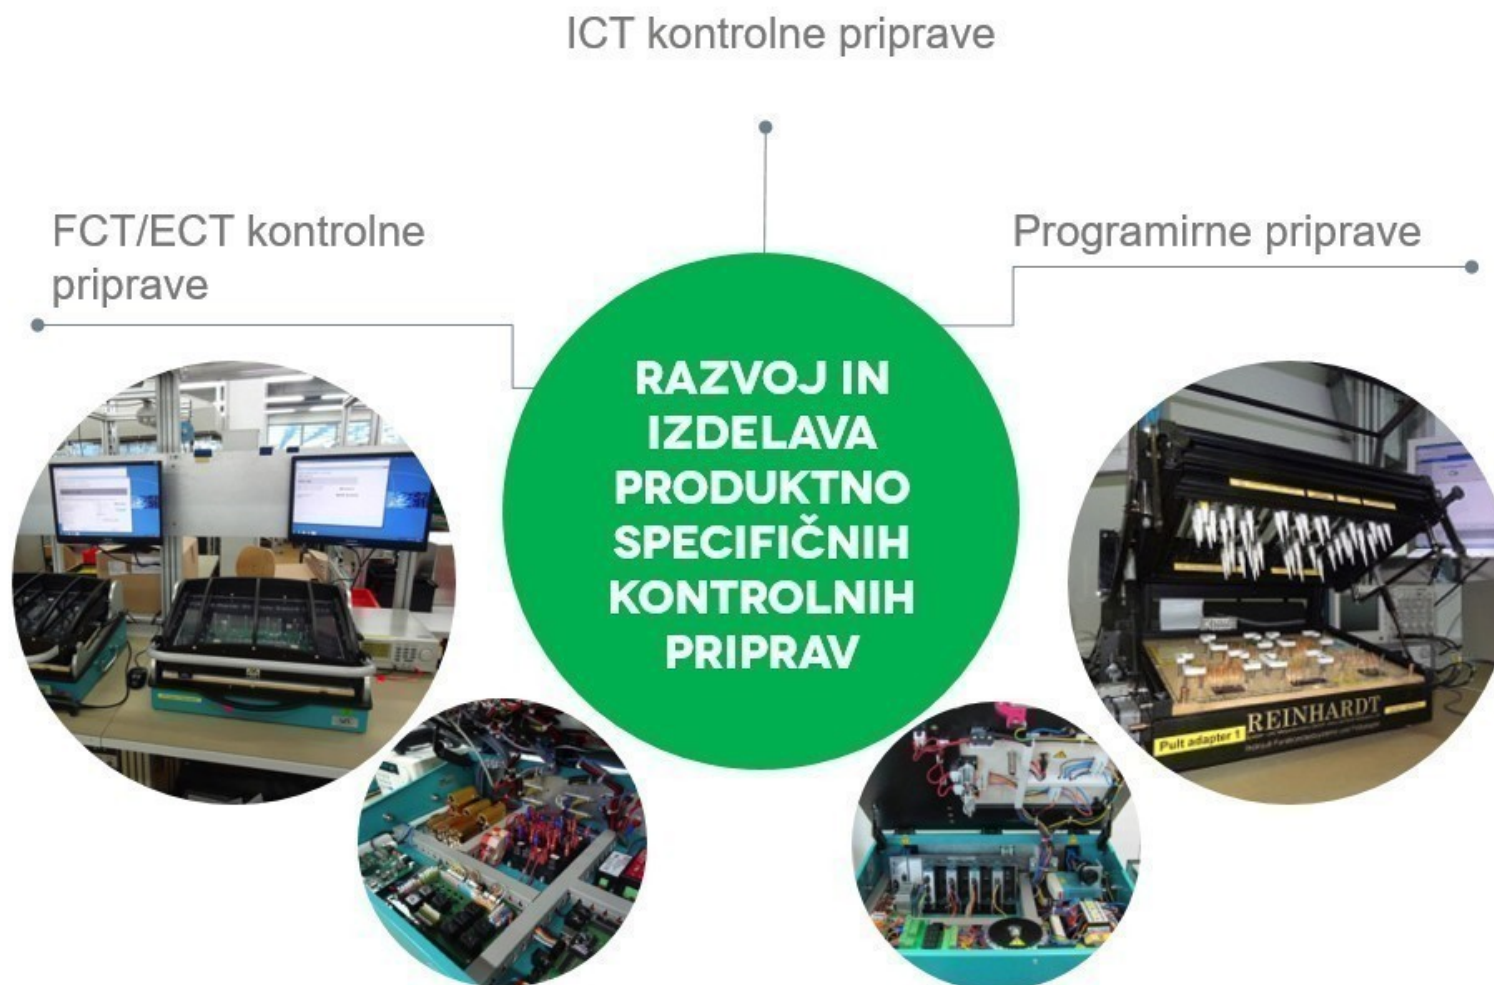 ICT kontrolne priprave
FCT/ECT kontrolne
priprave
Programirne priprave
RAZVOJ IN
IZDELAVA
PRODUKTNO
SPECIFIČNIH
KONTROLNIH
PRIPRAV
REINHARDT
Pult adapter 1